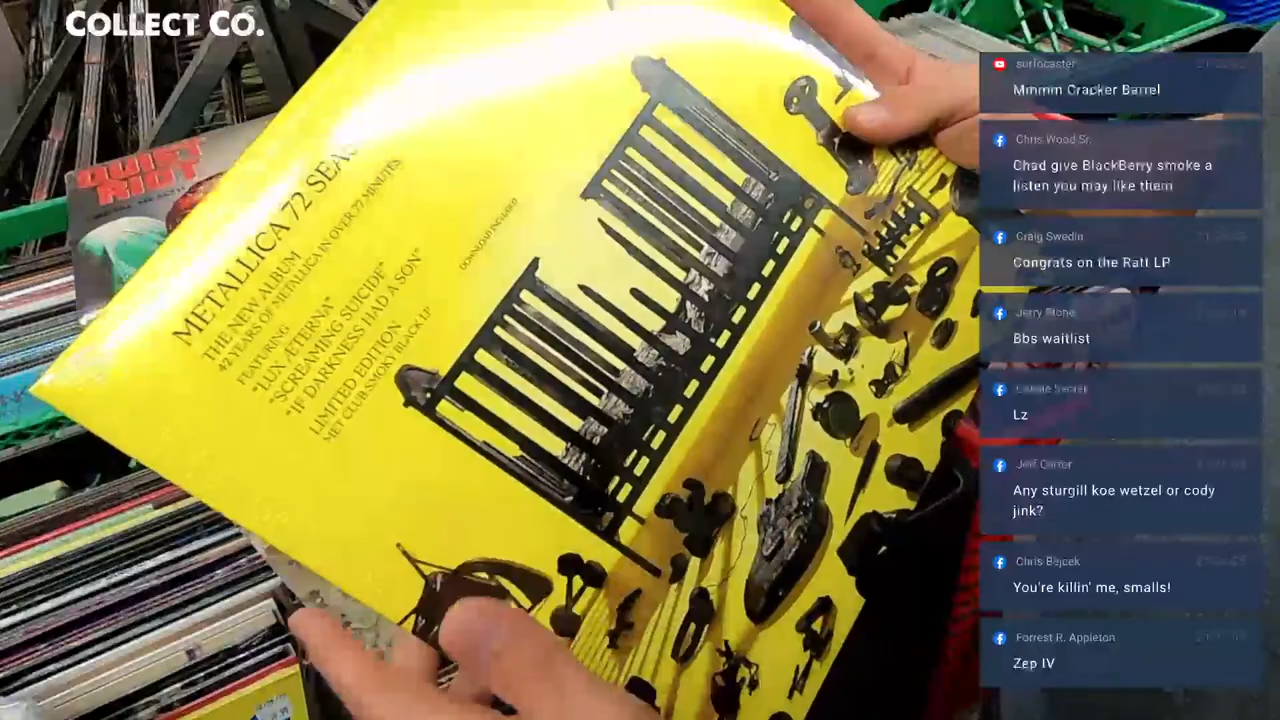 COLLECT CO.
QUIET
RIOT
METALLICA 72 SEAS
THE NEW ALBUM
42 YEARS OF METALLICA IN OVER 77 MINUTES
FEATURING
"LUX ÆTERNA"
"SCREAMING SUICIDE"
"IF DARKNESS HAD A SON"
LIMITED EDITION
MET CLUB SMOKY BLACK LP
DOWNLOAD INCLUDED
surfocaster
Mmmm Cracker Barrel
Chris Wood Sr.
Chad give BlackBerry smoke a
listen you may like them
Craig Swedin
Congrats on the Ratt LP
Jerry Stone
Bbs waitlist
Lz
Jeff Carter
Any sturgill koe wetzel or cody
jink?
Chris Bejcek
You're killin' me, smalls!
Forrest R. Appleton
Zep IV